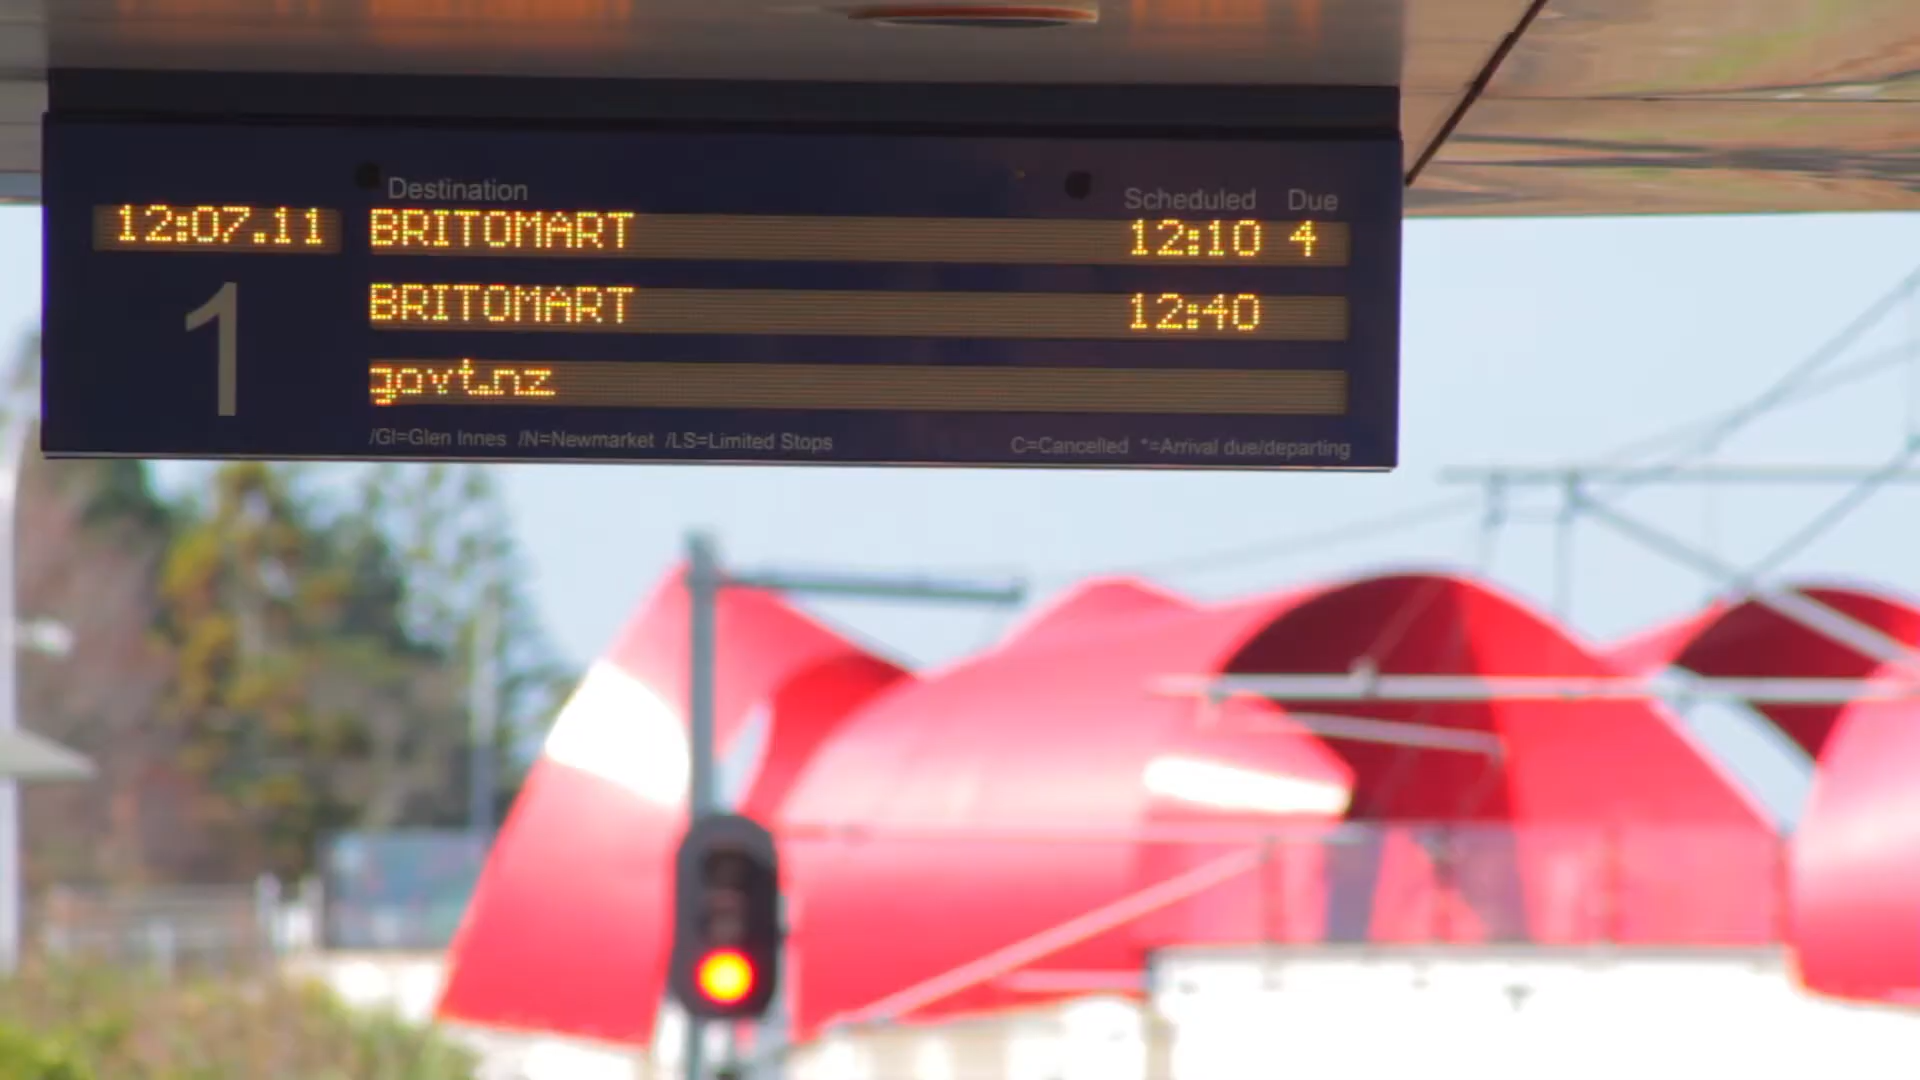 Destination Scheduled Due
12:07.11 BRITOMART 12:10 4
1 BRITOMART 12:40
govt.nz
/GI=Glen Innes /N=Newmarket /LS=Limited Stops C=Cancelled *=Arrival due/departing